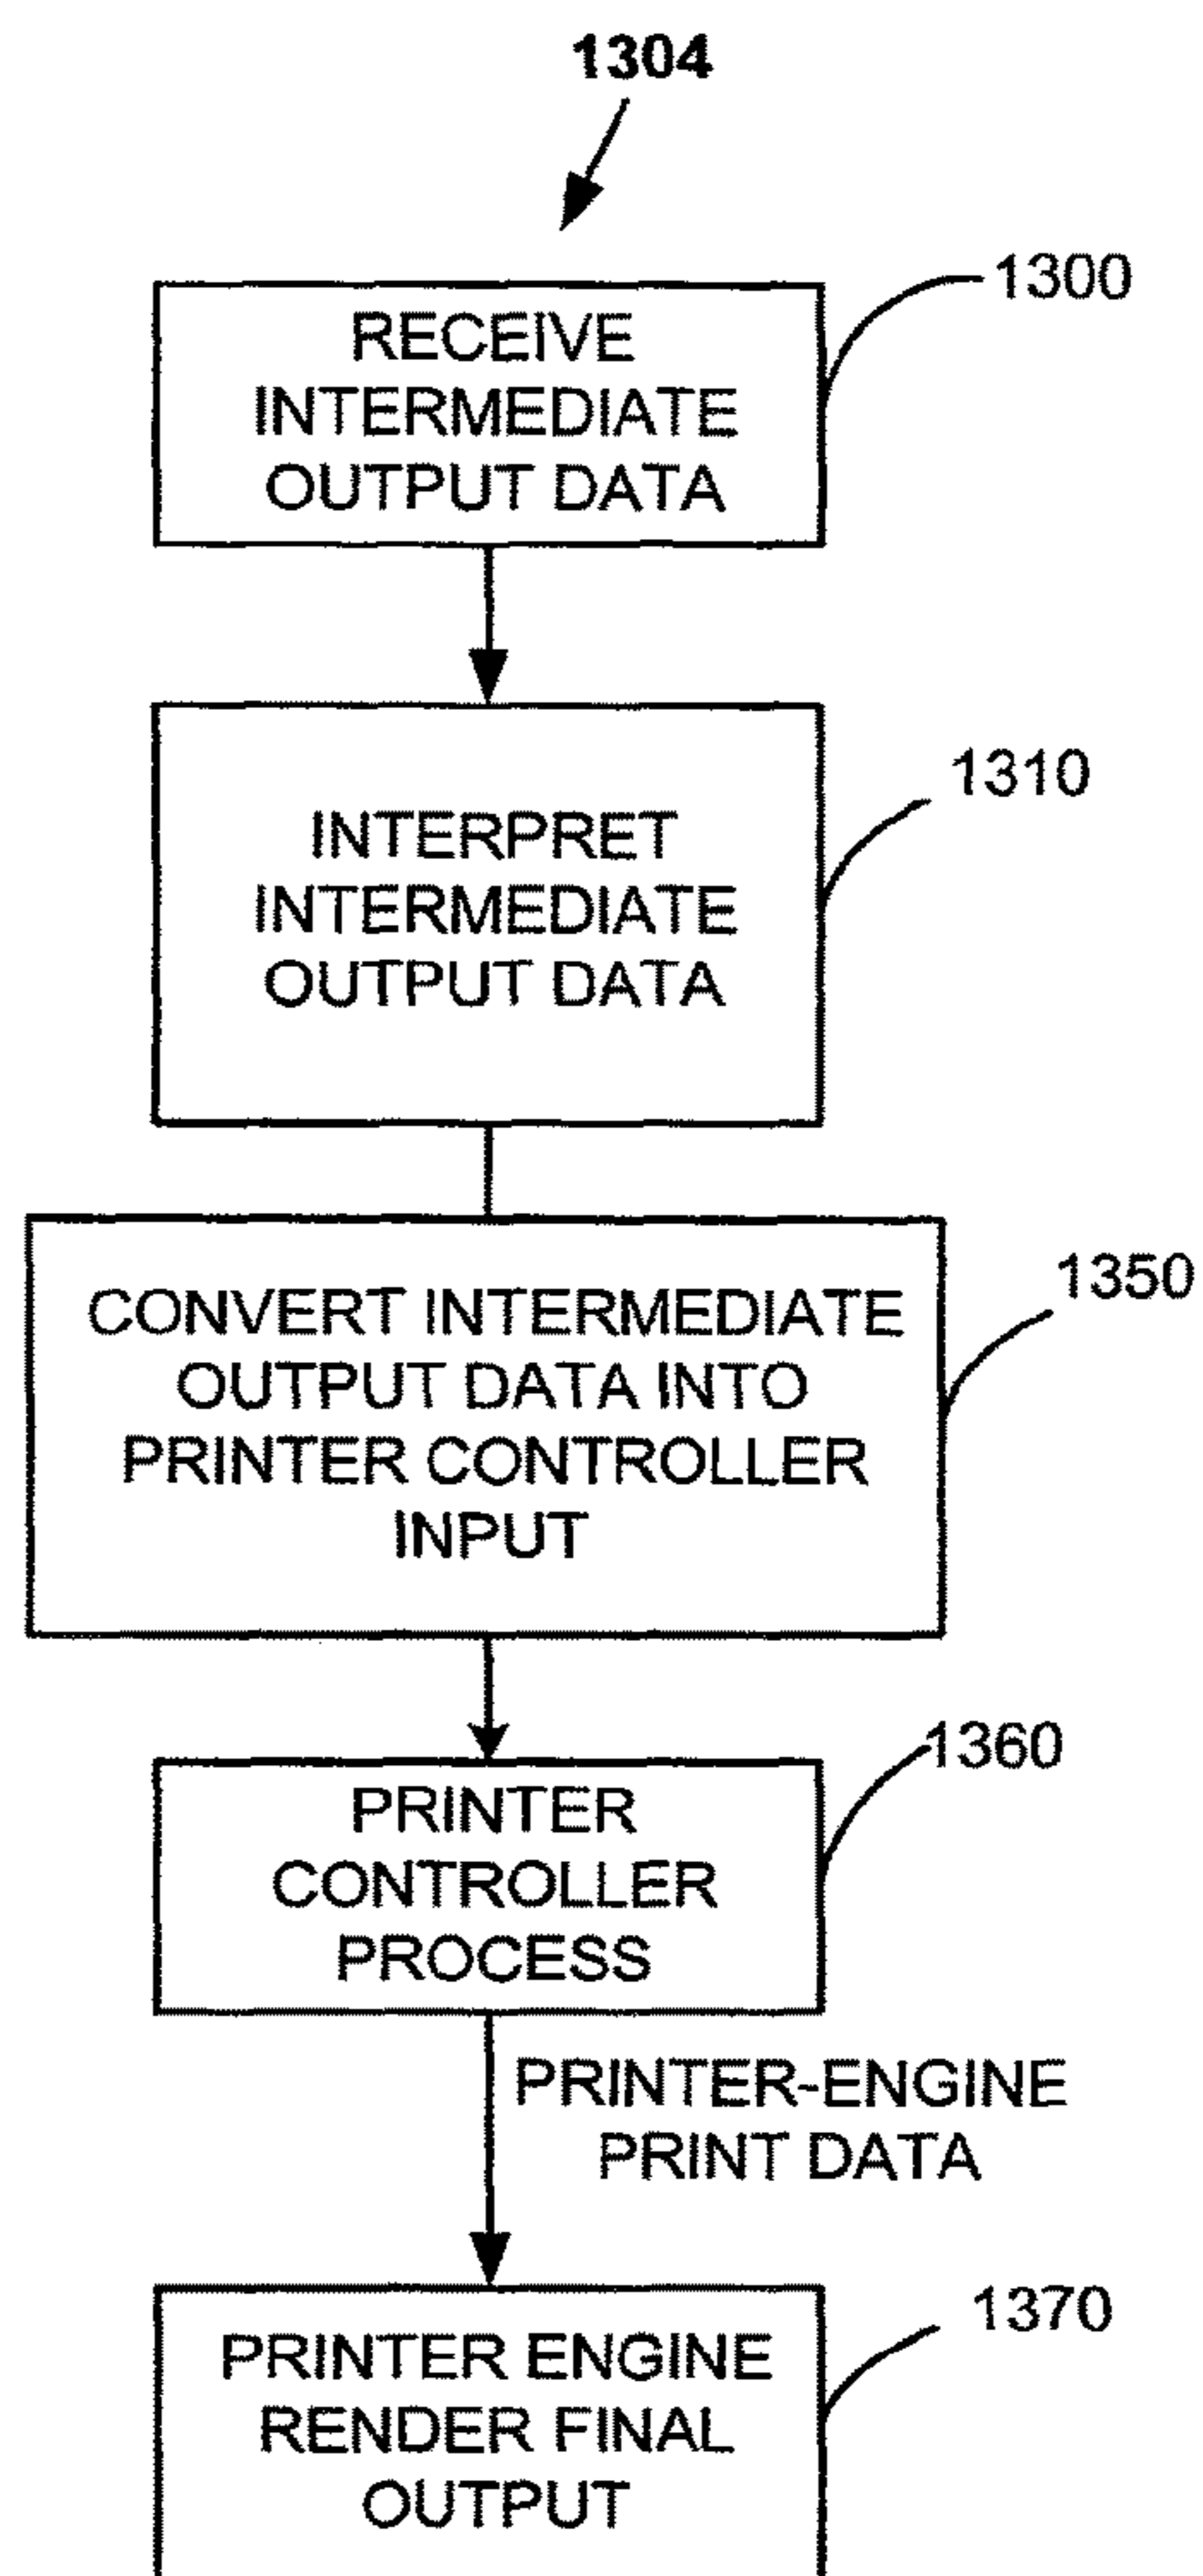 1304
1300
RECEIVE
INTERMEDIATE
OUTPUT DATA
1310
INTERPRET
INTERMEDIATE
OUTPUT DATA
1350
CONVERT INTERMEDIATE
OUTPUT DATA INTO
PRINTER CONTROLLER
INPUT
1360
PRINTER
CONTROLLER
PROCESS
PRINTER-ENGINE
PRINT DATA
1370
PRINTER ENGINE
RENDER FINAL
OUTPUT